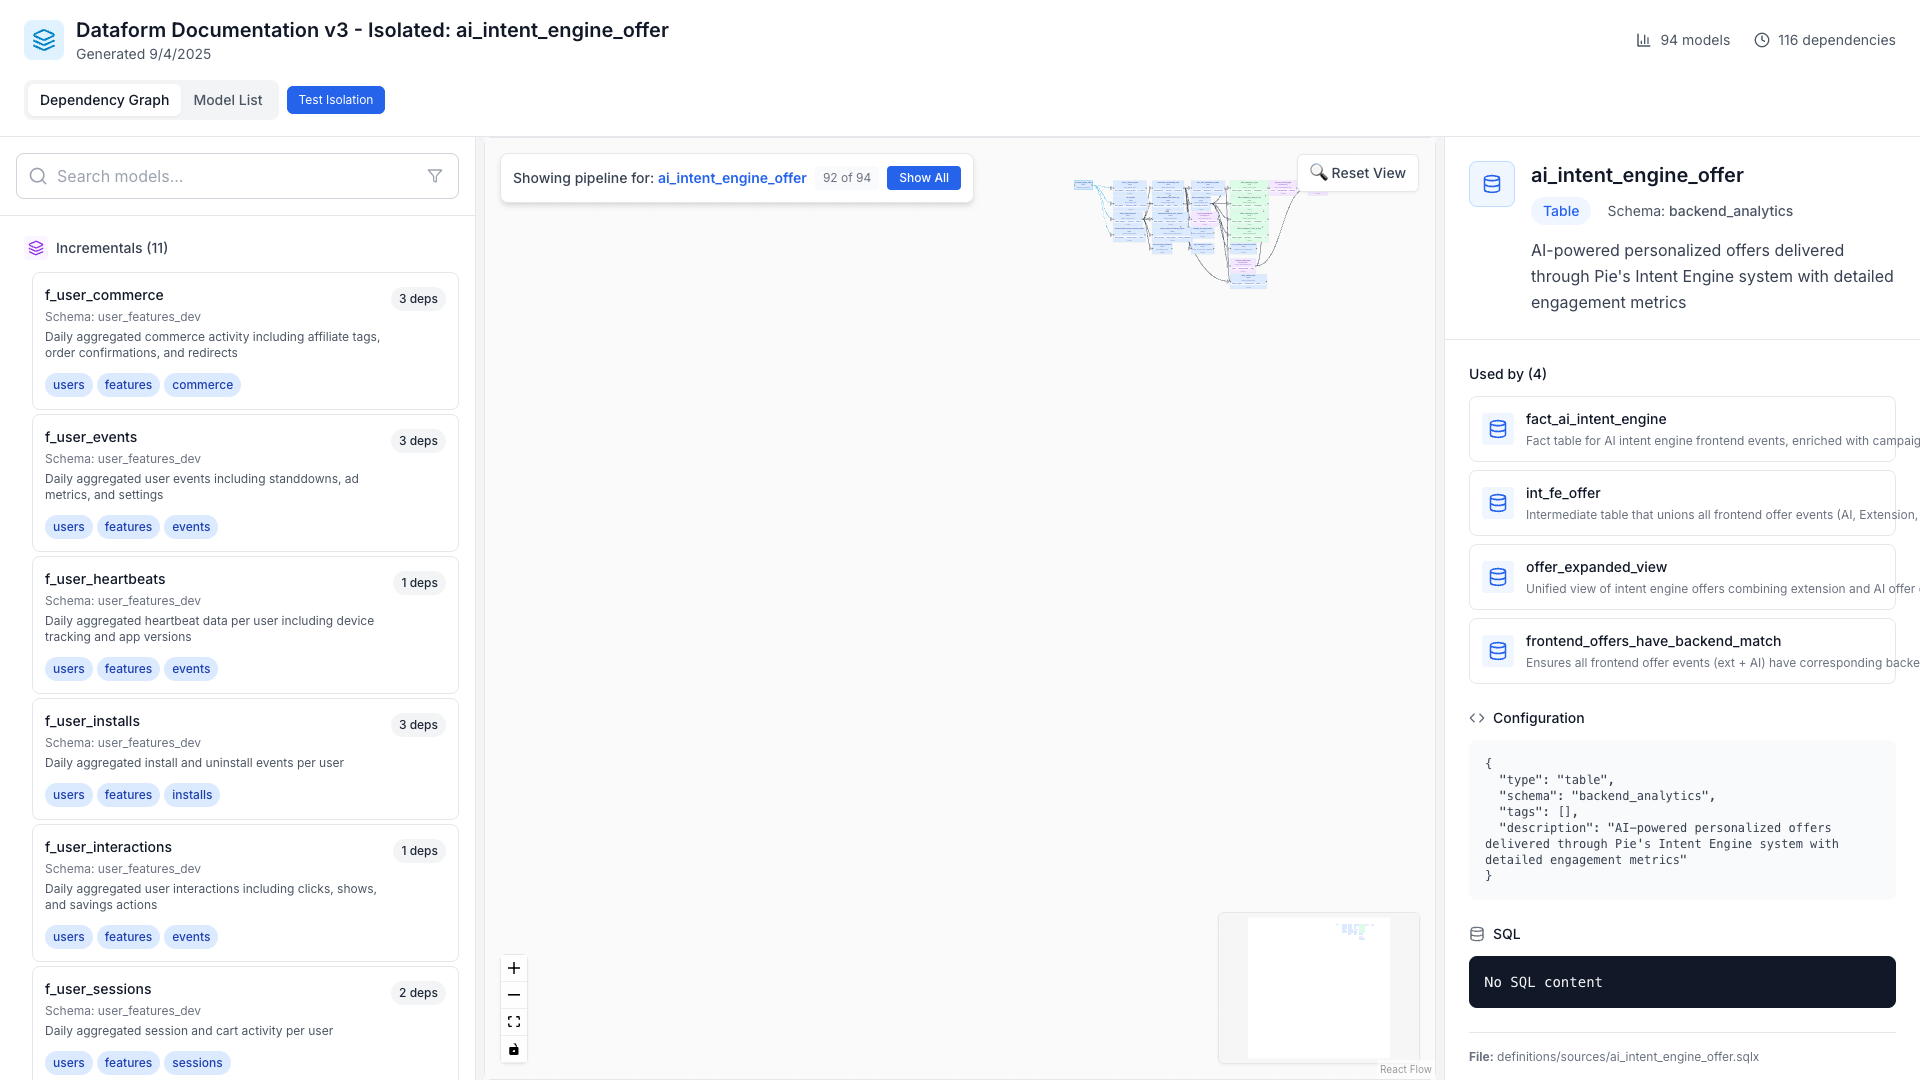 Dataform Documentation v3 - Isolated: ai_intent_engine_offer
Generated 9/4/2025
94 models
116 dependencies
Dependency Graph
Model List
Test Isolation
Search models...
Incrementals (11)
f_user_commerce
3 deps
Schema: user_features_dev
Daily aggregated commerce activity including affiliate tags,
order confirmations, and redirects
users
features
commerce
f_user_events
3 deps
Schema: user_features_dev
Daily aggregated user events including standdowns, ad
metrics, and settings
users
features
events
f_user_heartbeats
1 deps
Schema: user_features_dev
Daily aggregated heartbeat data per user including device
tracking and app versions
users
features
events
f_user_installs
3 deps
Schema: user_features_dev
Daily aggregated install and uninstall events per user
users
features
installs
f_user_interactions
1 deps
Schema: user_features_dev
Daily aggregated user interactions including clicks, shows,
and savings actions
users
features
events
f_user_sessions
2 deps
Schema: user_features_dev
Daily aggregated session and cart activity per user
users
features
sessions
Showing pipeline for: ai_intent_engine_offer
92 of 94
Show All
Reset View
React Flow
ai_intent_engine_offer
Table
Schema: backend_analytics
AI-powered personalized offers delivered
through Pie's Intent Engine system with detailed
engagement metrics
Used by (4)
fact_ai_intent_engine
Fact table for AI intent engine frontend events, enriched with campaig
int_fe_offer
Intermediate table that unions all frontend offer events (AI, Extension,
offer_expanded_view
Unified view of intent engine offers combining extension and AI offer
frontend_offers_have_backend_match
Ensures all frontend offer events (ext + AI) have corresponding backe
Configuration
{
"type": "table",
"schema": "backend_analytics",
"tags": [],
"description": "AI-powered personalized offers
delivered through Pie's Intent Engine system with
detailed engagement metrics"
}
SQL
No SQL content
File: definitions/sources/ai_intent_engine_offer.sqlx